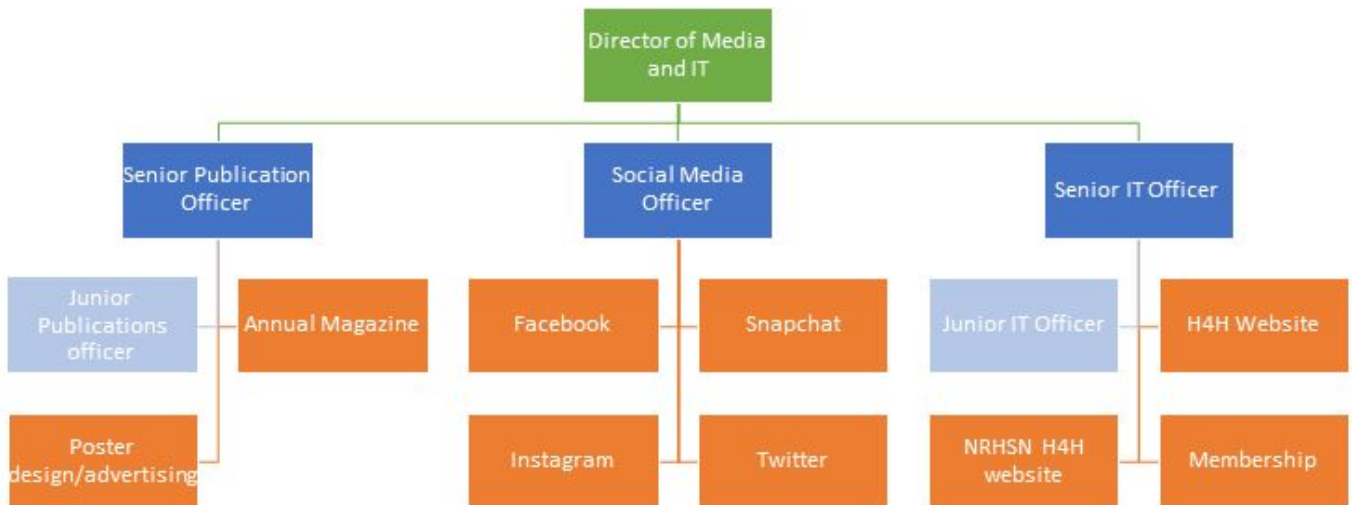 Director of Media
and IT
Senior Publication
Officer
Social Media
Officer
Senior IT Officer
Junior
Publications
officer
Annual Magazine
Facebook
Snapchat
Junior IT Officer
H4H Website
Poster
design/advertising
Instagram
Twitter
NRHSN H4H
website
Membership